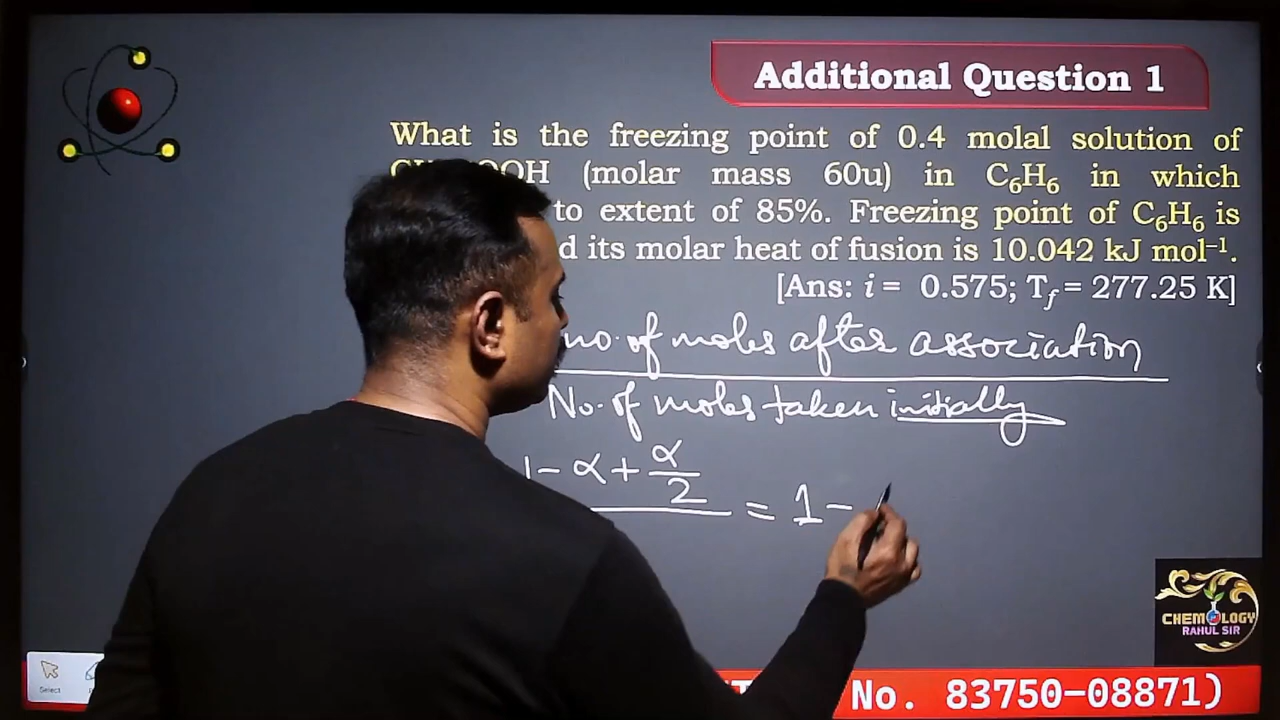 Additional Question 1
What is the freezing point of 0.4 molal solution of
OOH (molar mass 60u) in C₆H₆ in which
to extent of 85%. Freezing point of C₆H₆ is
d its molar heat of fusion is 10.042 kJ mol⁻¹.
[Ans: i = 0.575; T_f = 277.25 K]
no. of moles after association
No. of moles taken initially
1 - α + α/2 = 1 -
CHEMOLOGY
RAHUL SIR
Select
No. 83750-08871)